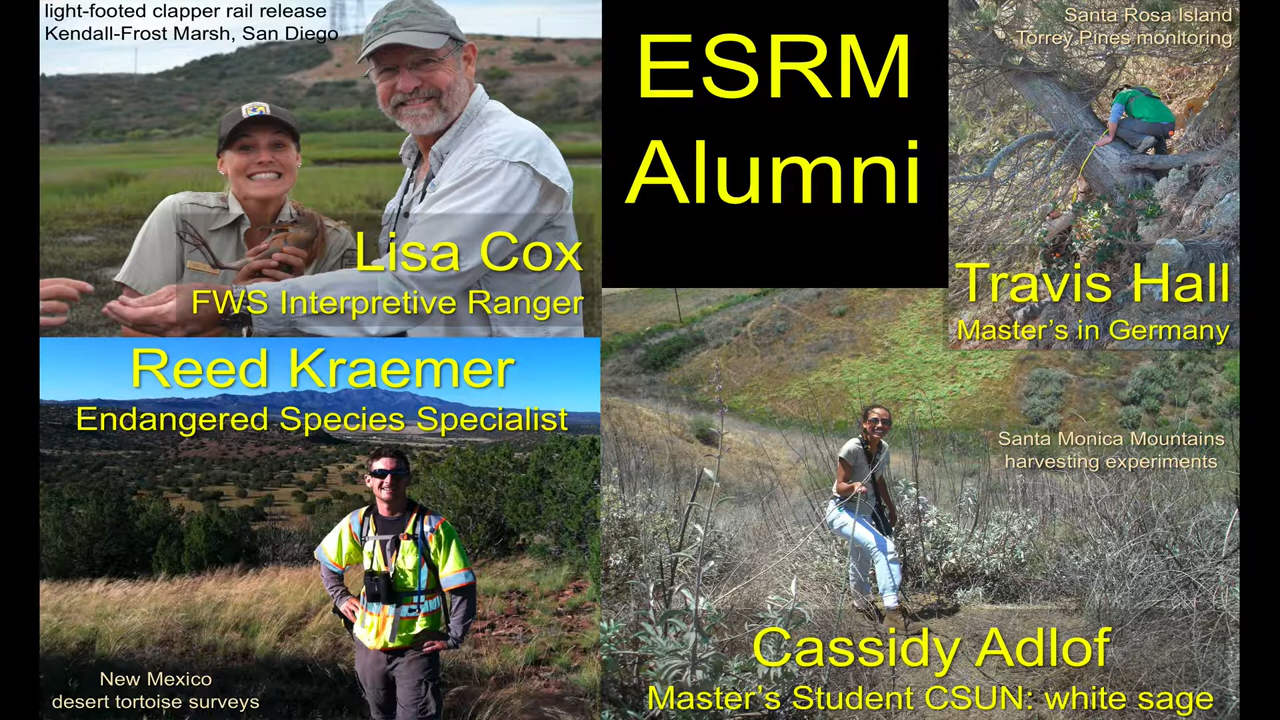 light-footed clapper rail release
Kendall-Frost Marsh, San Diego
Lisa Cox
FWS Interpretive Ranger
ESRM
Alumni
Santa Rosa Island
Torrey Pines monitoring
Travis Hall
Master's in Germany
Reed Kraemer
Endangered Species Specialist
New Mexico
desert tortoise surveys
Santa Monica Mountains
harvesting experiments
Cassidy Adlof
Master's Student CSUN: white sage